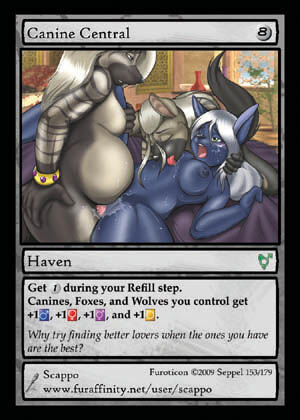 Canine Central 8
Haven
Get 1 during your Refill step.
Canines, Foxes, and Wolves you control get
+1, +1, +1, and +1.
Why try finding better lovers when the ones you have
are the best?
Scappo
Furoticon ©2009 Seppel 153/179
www.furaffinity.net/user/scappo